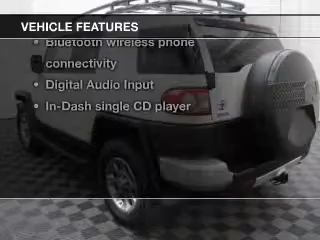 VEHICLE FEATURES
• Bluetooth wireless phone
connectivity
• Digital Audio Input
• In-Dash single CD player